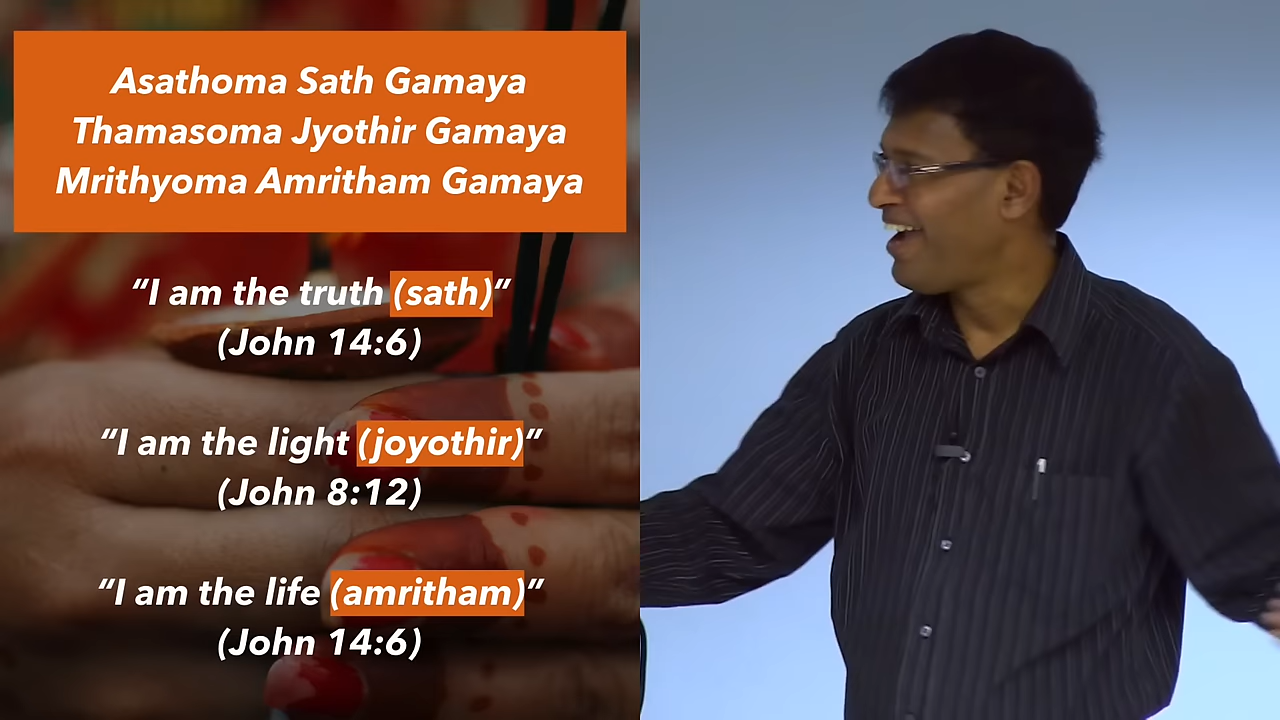 Asathoma Sath Gamaya
Thamasoma Jyothir Gamaya
Mrithyoma Amritham Gamaya
“I am the truth (sath)”
(John 14:6)
“I am the light (joyothir)”
(John 8:12)
“I am the life (amritham)”
(John 14:6)